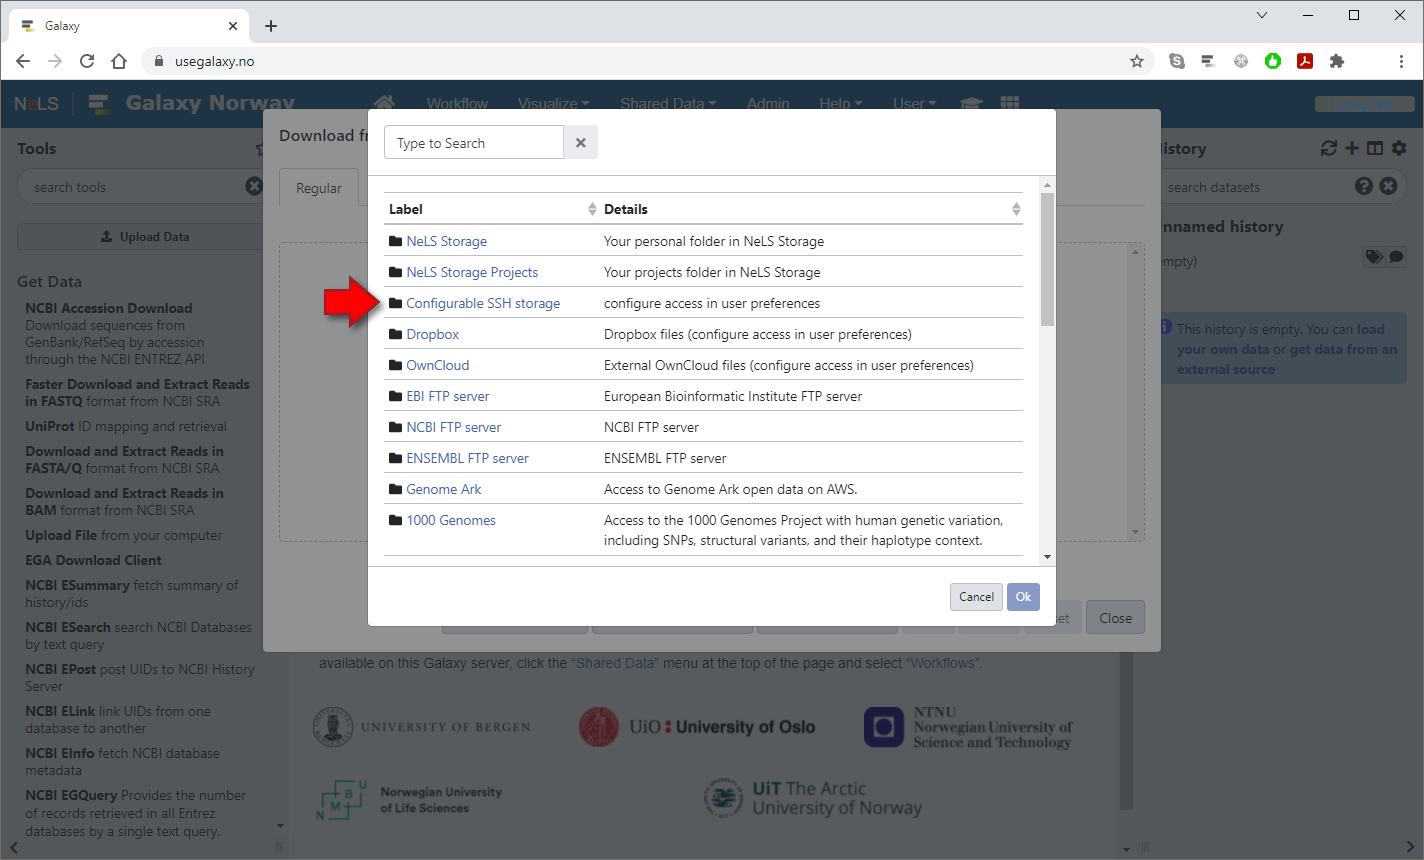 Galaxy
usegalaxy.no
NeLS
Galaxy Norway
Workflow
Visualize
Shared Data
Admin
Help
User
Tools
search tools
Upload Data
Get Data
NCBI Accession Download
Download sequences from
GenBank/RefSeq by accession
through the NCBI ENTREZ API
Faster Download and Extract Reads
in FASTQ format from NCBI SRA
UniProt ID mapping and retrieval
Download and Extract Reads in
FASTA/Q format from NCBI SRA
Download and Extract Reads in
BAM format from NCBI SRA
Upload File from your computer
EGA Download Client
NCBI ESummary fetch summary of
history/ids
NCBI ESearch search NCBI Databases
by text query
NCBI EPost post UIDs to NCBI History
Server
NCBI ELink link UIDs from one
database to another
NCBI EInfo fetch NCBI database
metadata
NCBI EGQuery Provides the number
of records retrieved in all Entrez
databases by a single text query.
Download
Regular
Type to Search
Label Details
NeLS Storage Your personal folder in NeLS Storage
NeLS Storage Projects Your projects folder in NeLS Storage
Configurable SSH storage configure access in user preferences
Dropbox Dropbox files (configure access in user preferences)
OwnCloud External OwnCloud files (configure access in user preferences)
EBI FTP server European Bioinformatic Institute FTP server
NCBI FTP server NCBI FTP server
ENSEMBL FTP server ENSEMBL FTP server
Genome Ark Access to Genome Ark open data on AWS.
1000 Genomes Access to the 1000 Genomes Project with human genetic variation,
including SNPs, structural variants, and their haplotype context.
Cancel
Ok
Close
available on this Galaxy server, click the “Shared Data” menu at the top of the page and select “Workflows”.
UNIVERSITY OF BERGEN
UiO : University of Oslo
NTNU
Norwegian University of
Science and Technology
N M B U
Norwegian University
of Life Sciences
UiT The Arctic
University of Norway
istory
search datasets
nnamed history
mpty)
This history is empty. You can load
your own data or get data from an
external source